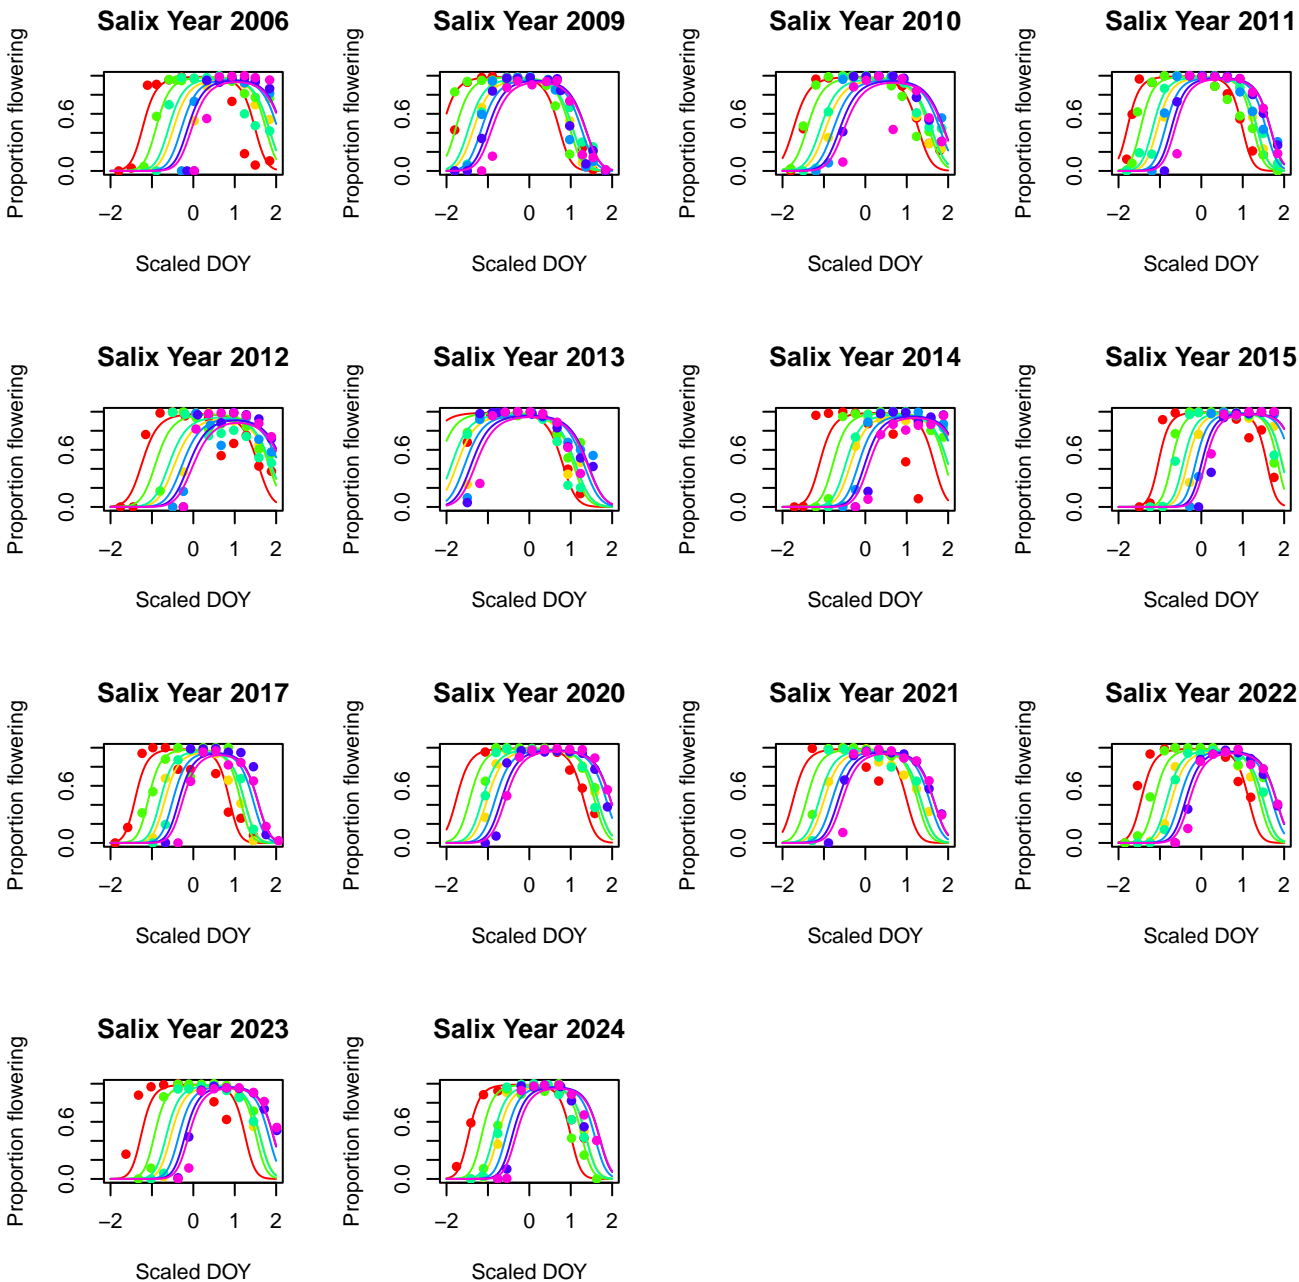 Salix Year 2006
Proportion flowering
0.0 0.6
−2 0 1 2
Scaled DOY
Salix Year 2009
Proportion flowering
0.0 0.6
−2 0 1 2
Scaled DOY
Salix Year 2010
Proportion flowering
0.0 0.6
−2 0 1 2
Scaled DOY
Salix Year 2011
Proportion flowering
0.0 0.6
−2 0 1 2
Scaled DOY
Salix Year 2012
Proportion flowering
0.0 0.6
−2 0 1 2
Scaled DOY
Salix Year 2013
Proportion flowering
0.0 0.6
−2 0 1 2
Scaled DOY
Salix Year 2014
Proportion flowering
0.0 0.6
−2 0 1 2
Scaled DOY
Salix Year 2015
Proportion flowering
0.0 0.6
−2 0 1 2
Scaled DOY
Salix Year 2017
Proportion flowering
0.0 0.6
−2 0 1 2
Scaled DOY
Salix Year 2020
Proportion flowering
0.0 0.6
−2 0 1 2
Scaled DOY
Salix Year 2021
Proportion flowering
0.0 0.6
−2 0 1 2
Scaled DOY
Salix Year 2022
Proportion flowering
0.0 0.6
−2 0 1 2
Scaled DOY
Salix Year 2023
Proportion flowering
0.0 0.6
−2 0 1 2
Scaled DOY
Salix Year 2024
Proportion flowering
0.0 0.6
−2 0 1 2
Scaled DOY